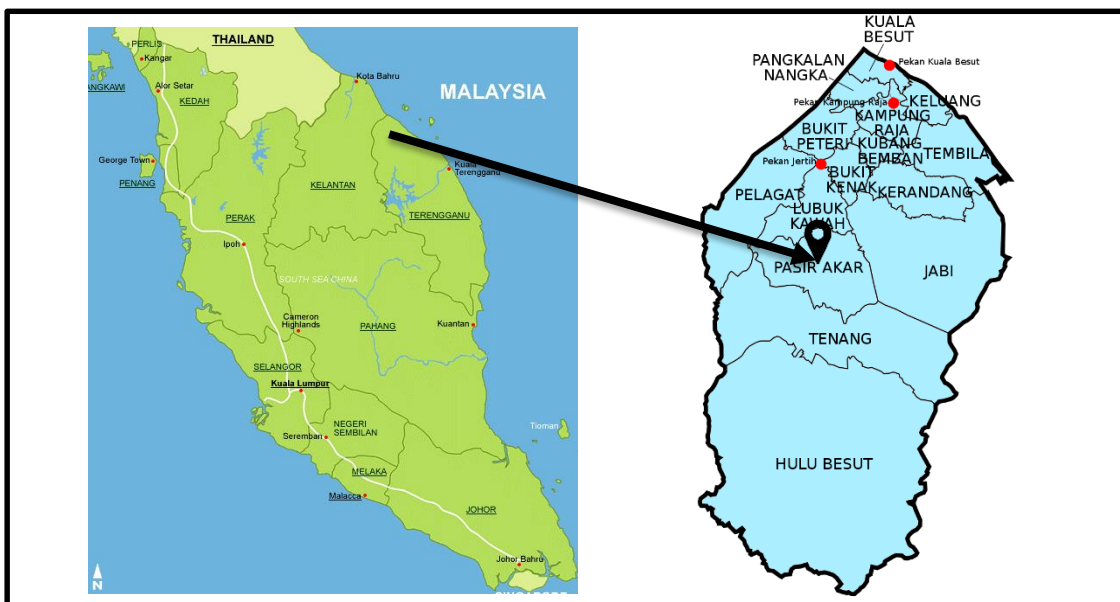 THAILAND
PERLIS
Kangar
Kota Bahru
ANGKAWI
Alor Setar
KEDAH
MALAYSIA
George Town
PENANG
KELANTAN
Kuala
Terengganu
TERENGGANU
PERAK
Ipoh
SOUTH SEA CHINA
Cameron
Highlands
PAHANG
Kuantan
SELANGOR
Kuala Lumpur
NEGERI
SEMBILAN
Seremban
Tioman
MELAKA
Malacca
JOHOR
Johor Bahru
N
SINGAPORE
KUALA
BESUT
Pekan Kuala Besut
PANGKALAN
NANGKA
Pekan Kampung Raja
KELUANG
KAMPUNG
RAJA
BUKIT
PETERI
KUBANG
BEMBAN
TEMBILA
Pekan Jertih
BUKIT
KENAK
PELAGAT
KERANDANG
LUBUK
KAWAH
PASIR AKAR
JABI
TENANG
HULU BESUT